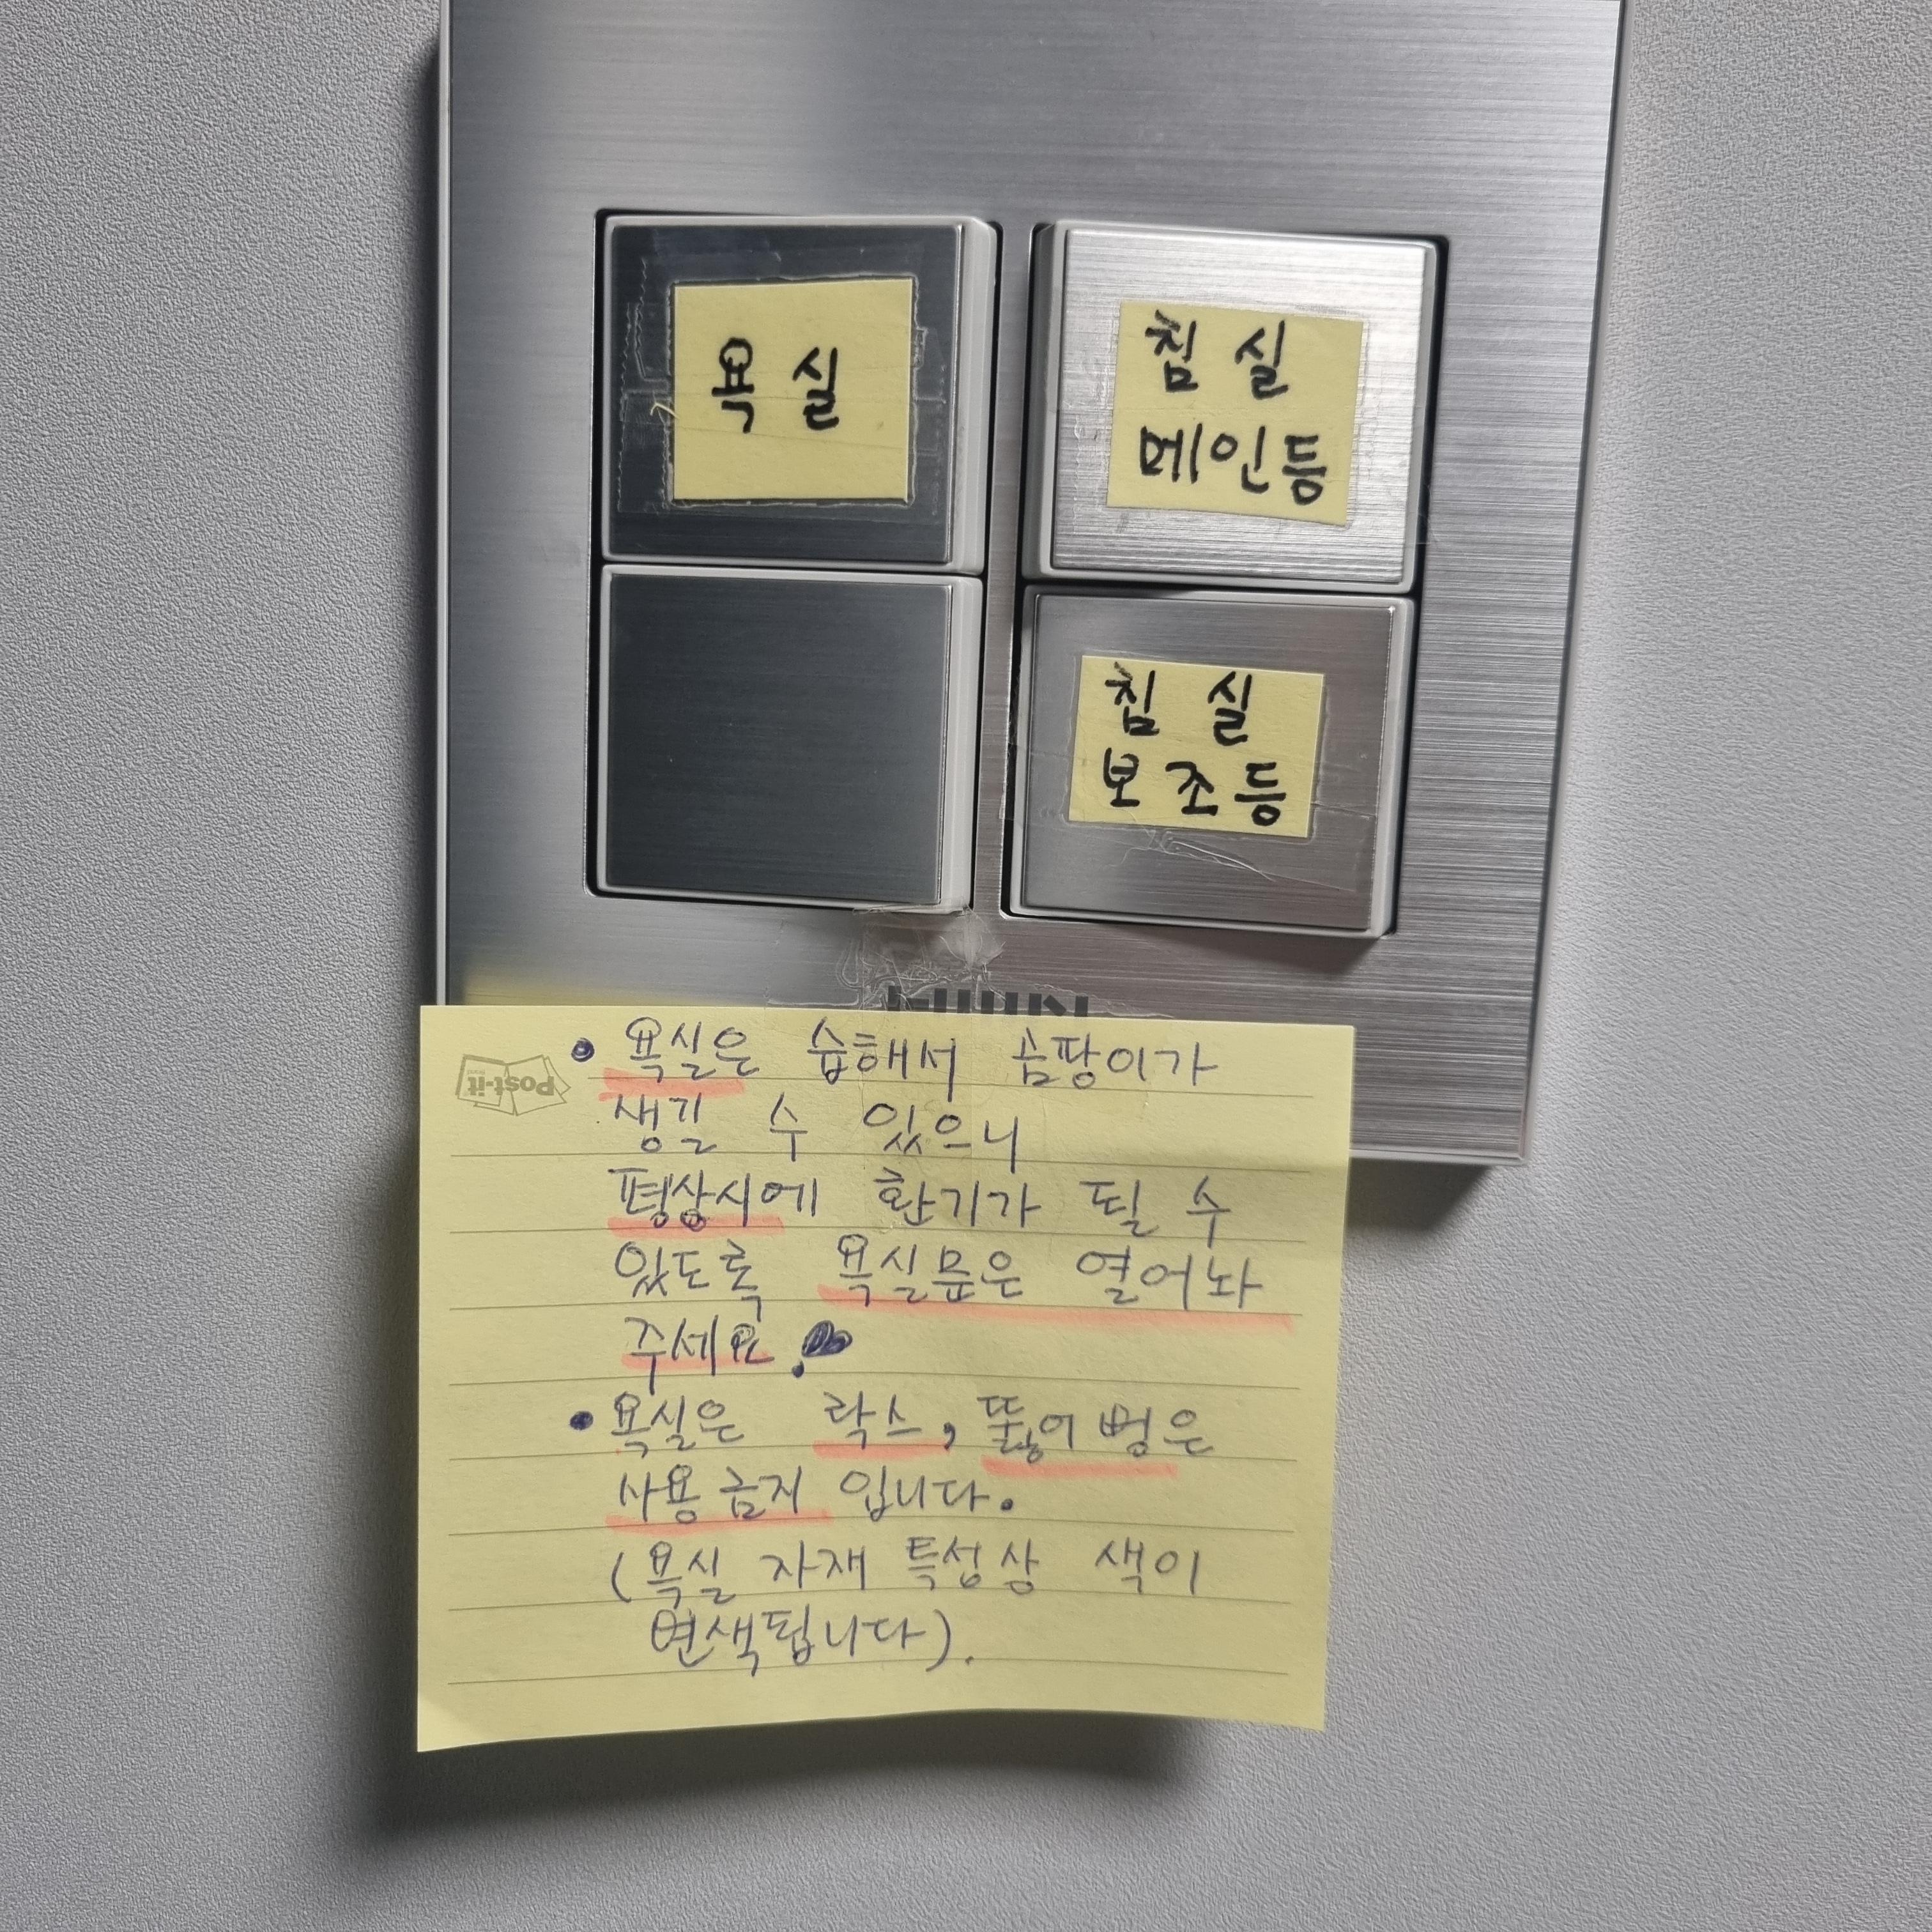 욕실
침실
메인등
침실
보조등
Post-it
• 욕실은 습해서 곰팡이가
생길 수 있으니
평상시에 환기가 될 수
있도록 욕실문은 열어놔
주세요.
• 욕실은 락스, 뚫어뻥은
사용금지 입니다.
(욕실 자재 특성상 색이
변색됩니다).